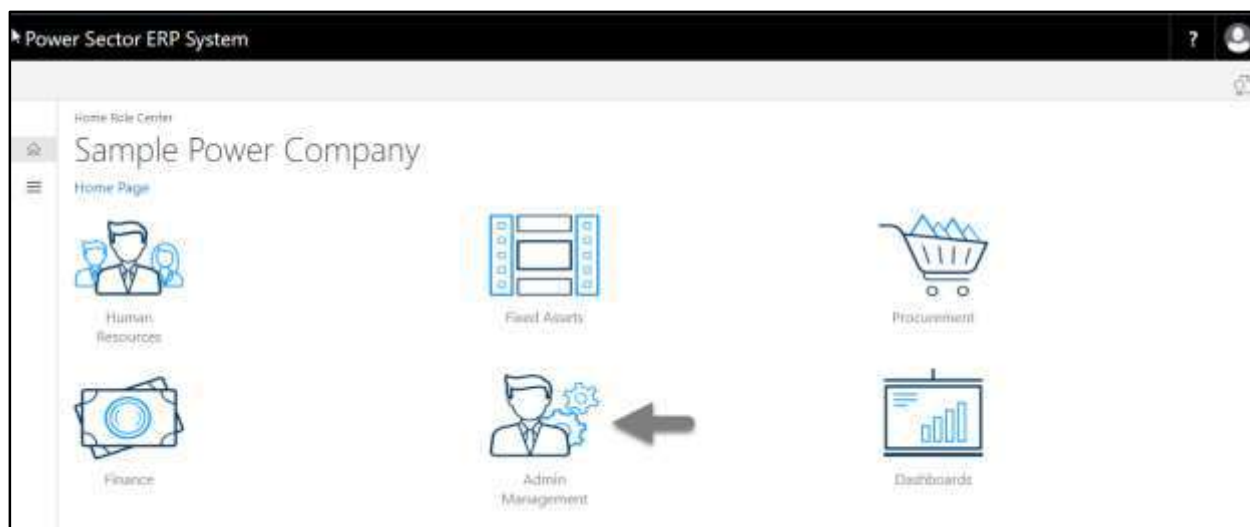 Power Sector ERP System
?
Home Role Center
Sample Power Company
Home Page
Human
Resources
Fixed Assets
Procurement
Finance
Admin
Management
Dashboards